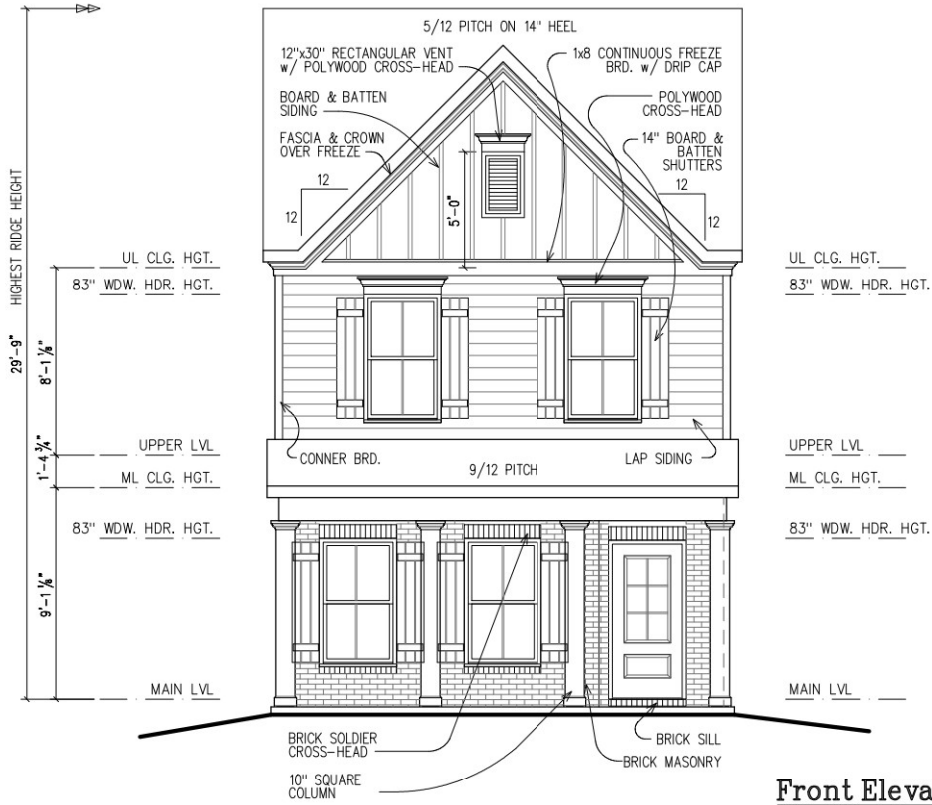 5/12 PITCH ON 14" HEEL
12"x30" RECTANGULAR VENT
w/ POLYWOOD CROSS-HEAD
1x8 CONTINUOUS FREEZE
BRD. w/ DRIP CAP
BOARD & BATTEN
SIDING
POLYWOOD
CROSS-HEAD
FASCIA & CROWN
OVER FREEZE
14" BOARD &
BATTEN
SHUTTERS
12
12
12
12
5'-0"
HIGHEST RIDGE HEIGHT
29'-9"
UL CLG. HGT.
UL CLG. HGT.
83" WDW. HDR. HGT.
83" WDW. HDR. HGT.
8'-1 1/8"
UPPER LVL
UPPER LVL
CONNER BRD.
LAP SIDING
9/12 PITCH
1'-4 3/4"
ML CLG. HGT.
ML CLG. HGT.
83" WDW. HDR. HGT.
83" WDW. HDR. HGT.
9'-1 1/8"
MAIN LVL
MAIN LVL
BRICK SOLDIER
CROSS-HEAD
BRICK SILL
BRICK MASONRY
10" SQUARE
COLUMN
Front Eleva